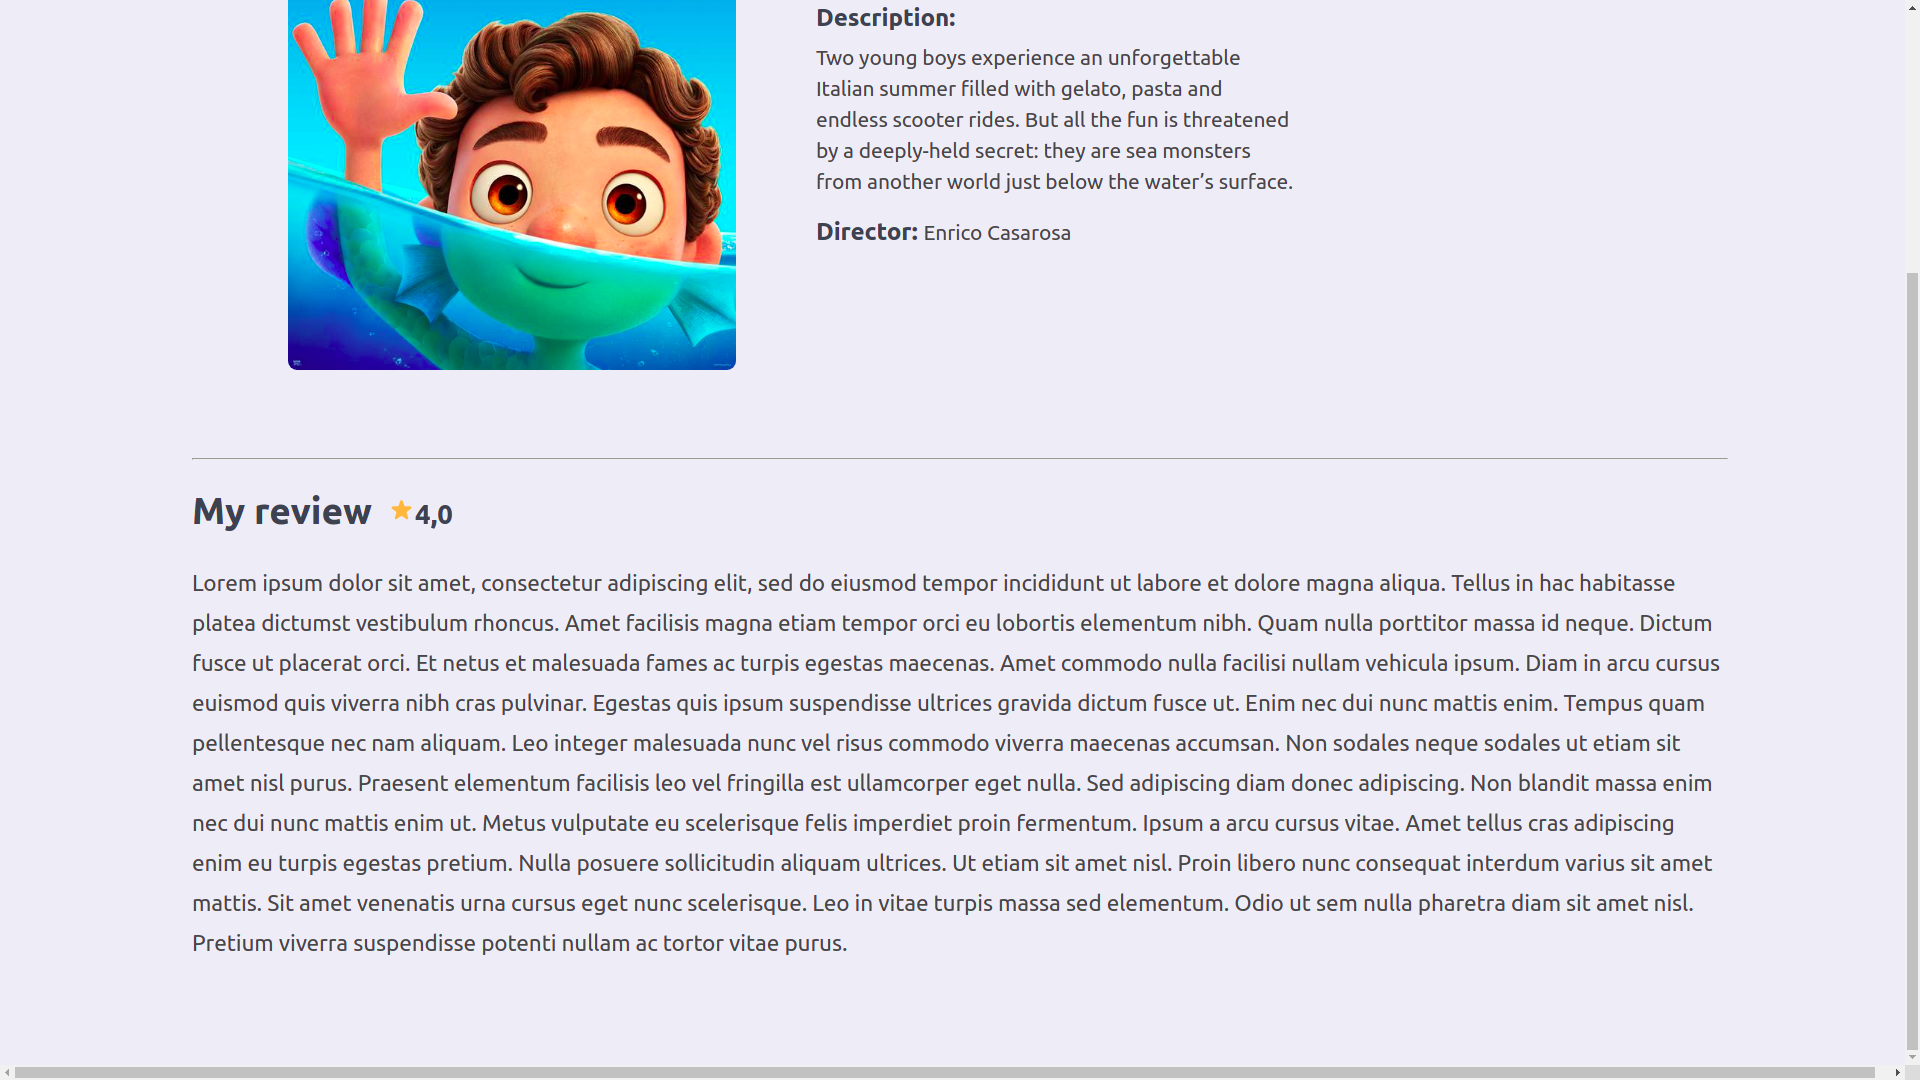 Description:
Two young boys experience an unforgettable
Italian summer filled with gelato, pasta and
endless scooter rides. But all the fun is threatened
by a deeply-held secret: they are sea monsters
from another world just below the water’s surface.
Director: Enrico Casarosa
My review 4,0
Lorem ipsum dolor sit amet, consectetur adipiscing elit, sed do eiusmod tempor incididunt ut labore et dolore magna aliqua. Tellus in hac habitasse
platea dictumst vestibulum rhoncus. Amet facilisis magna etiam tempor orci eu lobortis elementum nibh. Quam nulla porttitor massa id neque. Dictum
fusce ut placerat orci. Et netus et malesuada fames ac turpis egestas maecenas. Amet commodo nulla facilisi nullam vehicula ipsum. Diam in arcu cursus
euismod quis viverra nibh cras pulvinar. Egestas quis ipsum suspendisse ultrices gravida dictum fusce ut. Enim nec dui nunc mattis enim. Tempus quam
pellentesque nec nam aliquam. Leo integer malesuada nunc vel risus commodo viverra maecenas accumsan. Non sodales neque sodales ut etiam sit
amet nisl purus. Praesent elementum facilisis leo vel fringilla est ullamcorper eget nulla. Sed adipiscing diam donec adipiscing. Non blandit massa enim
nec dui nunc mattis enim ut. Metus vulputate eu scelerisque felis imperdiet proin fermentum. Ipsum a arcu cursus vitae. Amet tellus cras adipiscing
enim eu turpis egestas pretium. Nulla posuere sollicitudin aliquam ultrices. Ut etiam sit amet nisl. Proin libero nunc consequat interdum varius sit amet
mattis. Sit amet venenatis urna cursus eget nunc scelerisque. Leo in vitae turpis massa sed elementum. Odio ut sem nulla pharetra diam sit amet nisl.
Pretium viverra suspendisse potenti nullam ac tortor vitae purus.